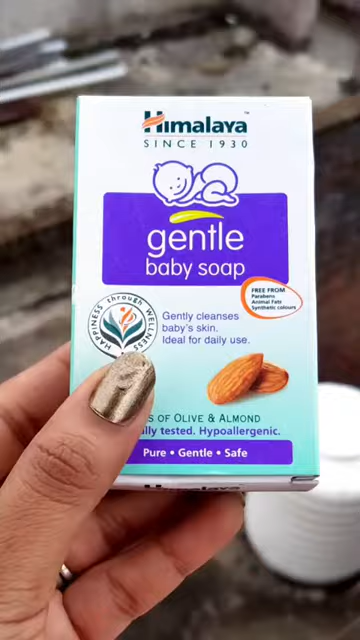 Himalaya™
SINCE 1930
gentle
baby soap
FREE FROM
Parabens
Animal Fats
Synthetic colours
HAPPINESS through WELLNESS
Gently cleanses
baby's skin.
Ideal for daily use.
OF OLIVE & ALMOND
tested. Hypoallergenic.
Pure • Gentle • Safe
Himalaya